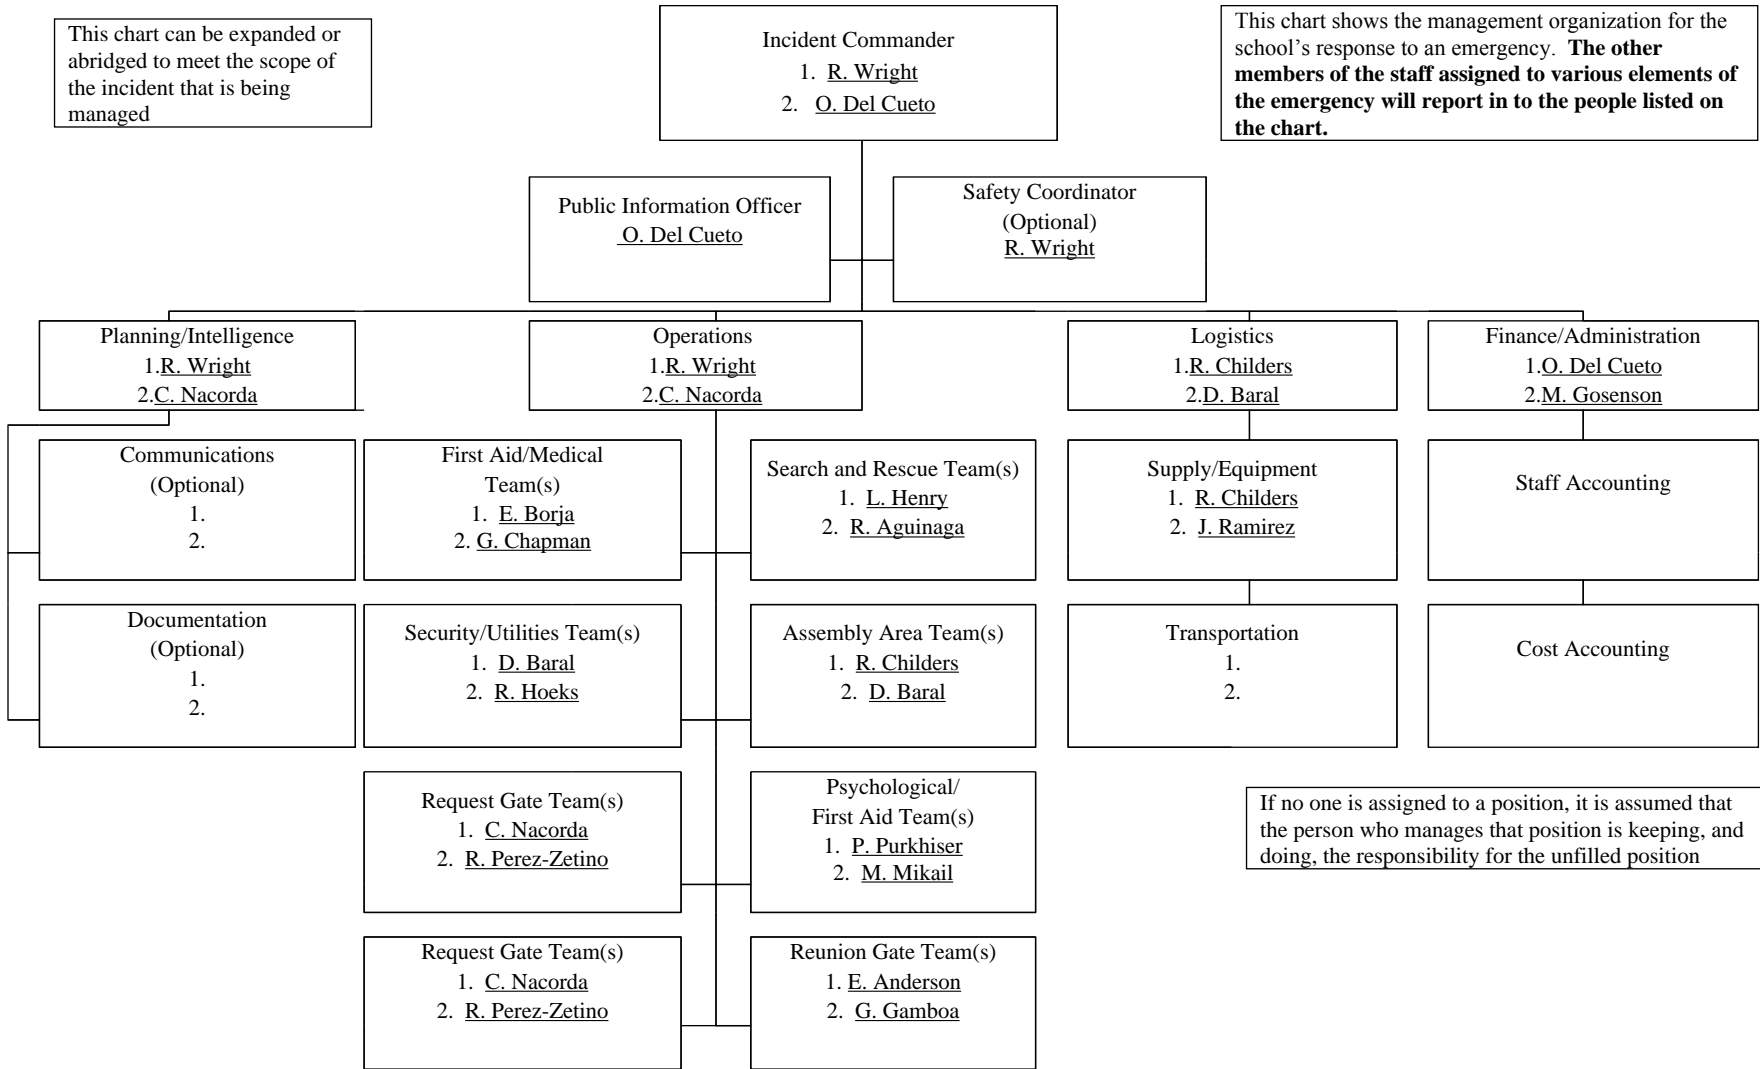 This chart can be expanded or
abridged to meet the scope of
the incident that is being
managed
Incident Commander
1. R. Wright
2. O. Del Cueto
This chart shows the management organization for the
school’s response to an emergency. The other
members of the staff assigned to various elements of
the emergency will report in to the people listed on
the chart.
Public Information Officer
O. Del Cueto
Safety Coordinator
(Optional)
R. Wright
Planning/Intelligence
1.R. Wright
2.C. Nacorda
Operations
1.R. Wright
2.C. Nacorda
Logistics
1.R. Childers
2.D. Baral
Finance/Administration
1.O. Del Cueto
2.M. Gosenson
Communications
(Optional)
1.
2.
First Aid/Medical
Team(s)
1. E. Borja
2. G. Chapman
Search and Rescue Team(s)
1. L. Henry
2. R. Aguinaga
Supply/Equipment
1. R. Childers
2. J. Ramirez
Staff Accounting
Documentation
(Optional)
1.
2.
Security/Utilities Team(s)
1. D. Baral
2. R. Hoeks
Assembly Area Team(s)
1. R. Childers
2. D. Baral
Transportation
1.
2.
Cost Accounting
Request Gate Team(s)
1. C. Nacorda
2. R. Perez-Zetino
Psychological/
First Aid Team(s)
1. P. Purkhiser
2. M. Mikail
If no one is assigned to a position, it is assumed that
the person who manages that position is keeping, and
doing, the responsibility for the unfilled position
Request Gate Team(s)
1. C. Nacorda
2. R. Perez-Zetino
Reunion Gate Team(s)
1. E. Anderson
2. G. Gamboa